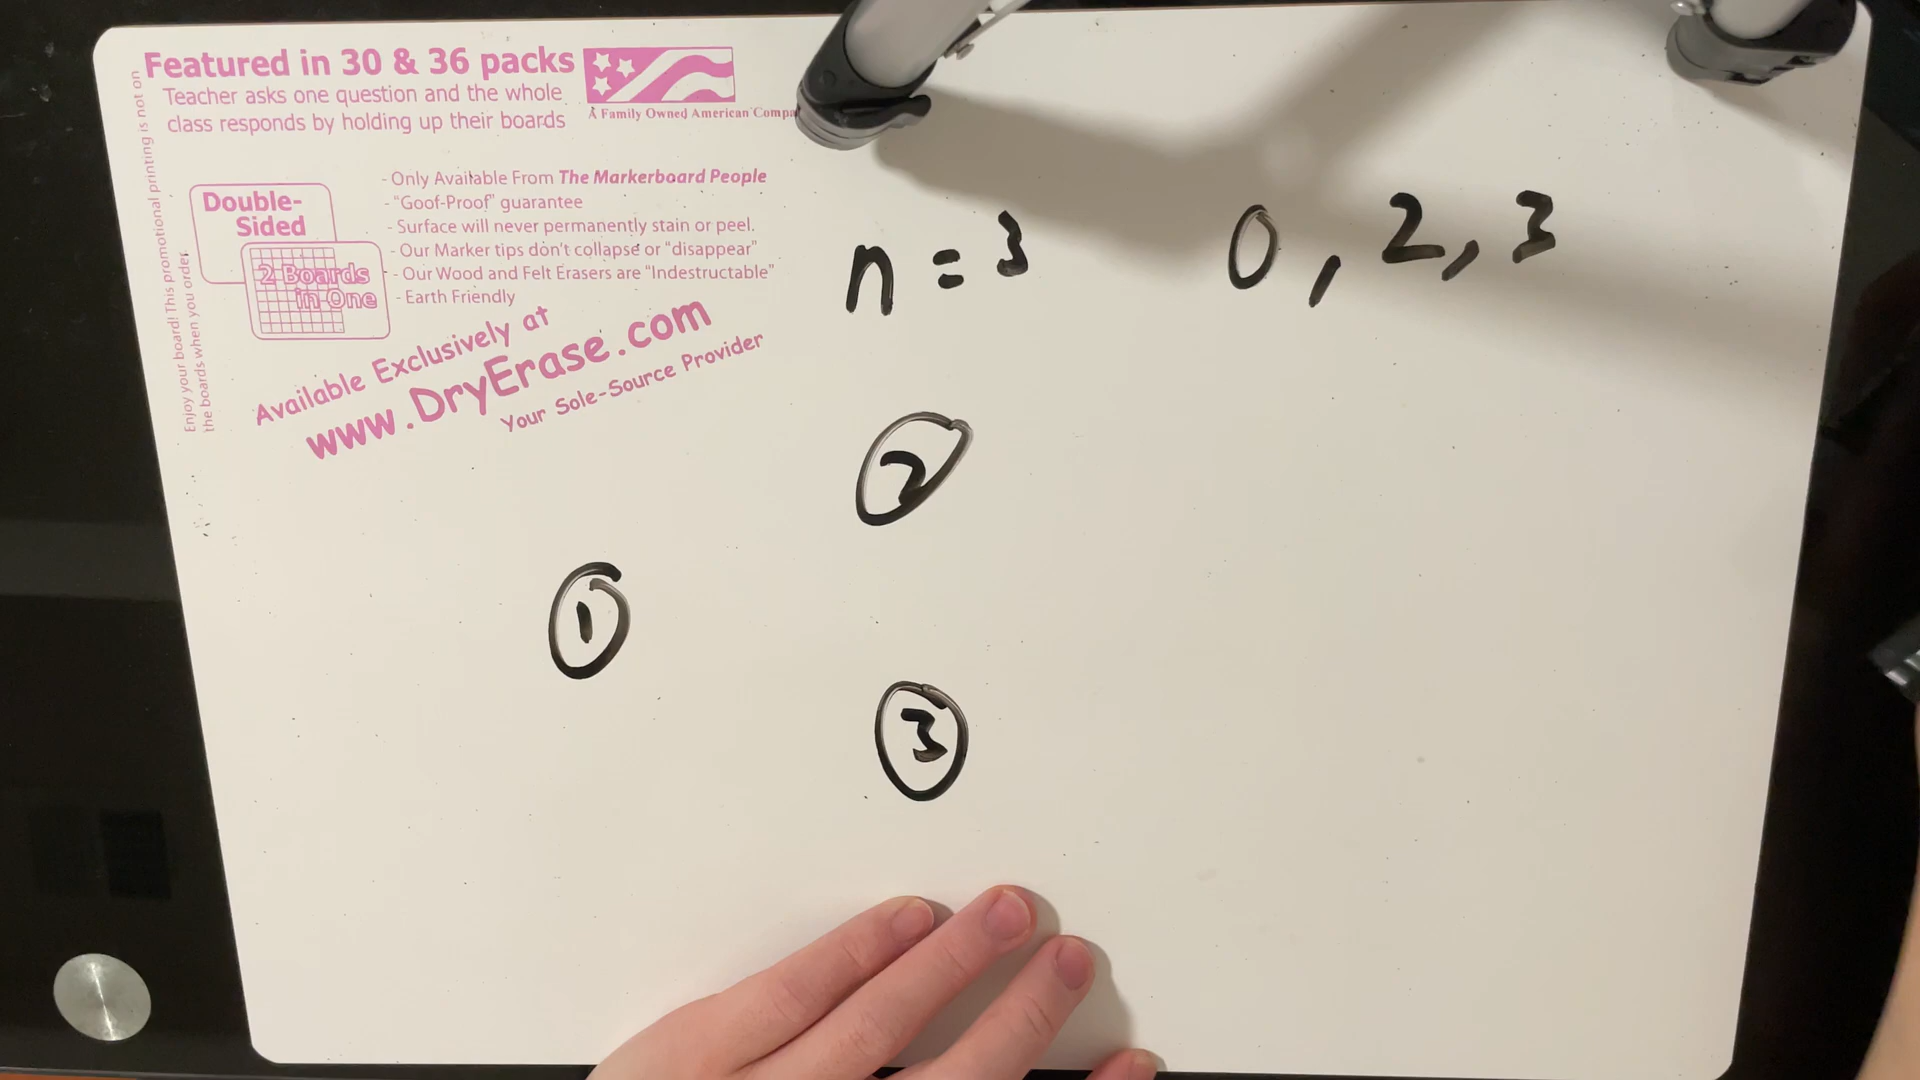 Featured in 30 & 36 packs
Teacher asks one question and the whole
class responds by holding up their boards
A Family Owned American Compa
Enjoy your board! This promotional printing is not on
the boards when you order.
Double-
Sided
2 Boards
in One
- Only Available From The Markerboard People
- "Goof-Proof" guarantee
- Surface will never permanently stain or peel.
- Our Marker tips don't collapse or "disappear"
- Our Wood and Felt Erasers are "Indestructable"
- Earth Friendly
Available Exclusively at
www.DryErase.com
Your Sole-Source Provider
n = 3
0, 2, 3
2
1
3